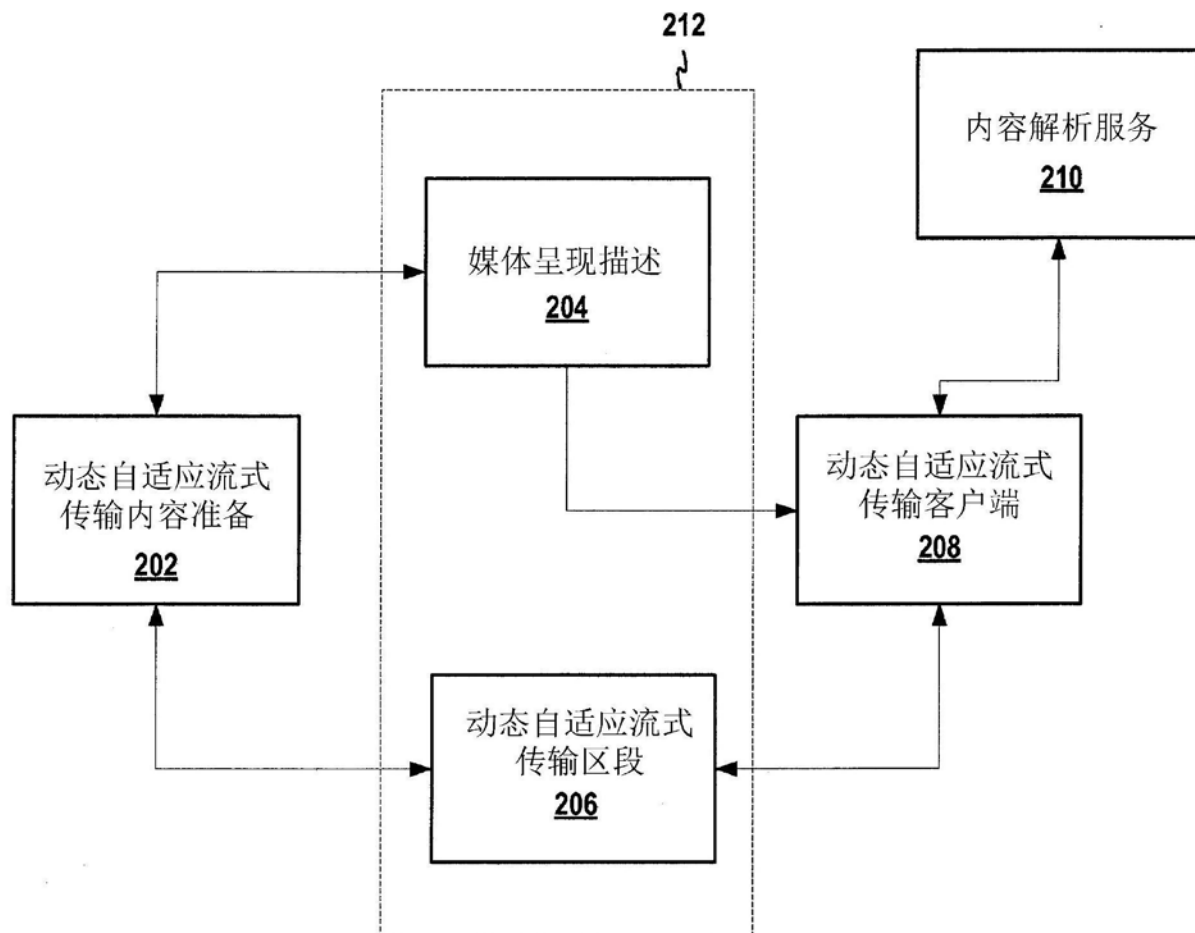 212
内容解析服务
210
媒体呈现描述
204
动态自适应流式
传输内容准备
202
动态自适应流式
传输客户端
208
动态自适应流式
传输区段
206